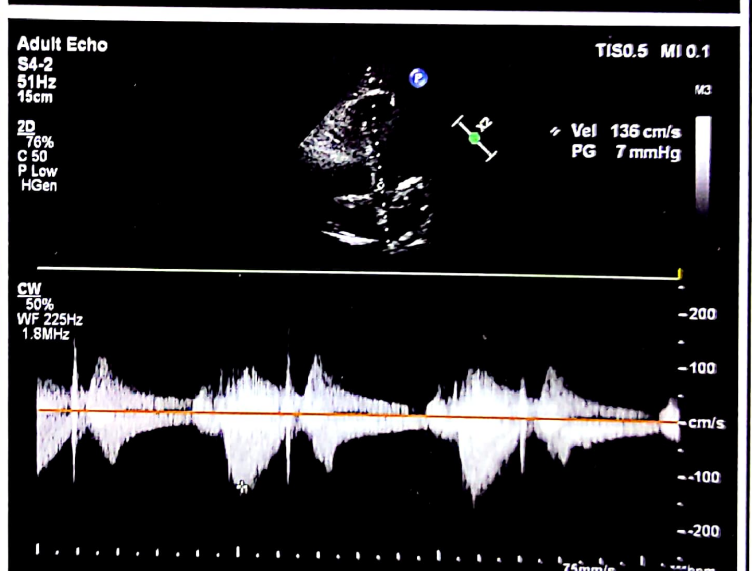 Adult Echo
S4-2
51Hz
15cm
2D
76%
C 50
P Low
HGen
TIS0.5 MI 0.1
M3
P
X2
Vel 136 cm/s
PG 7 mmHg
CW
50%
WF 225Hz
1.8MHz
-200
-100
cm/s
-100
-200
75mm/s